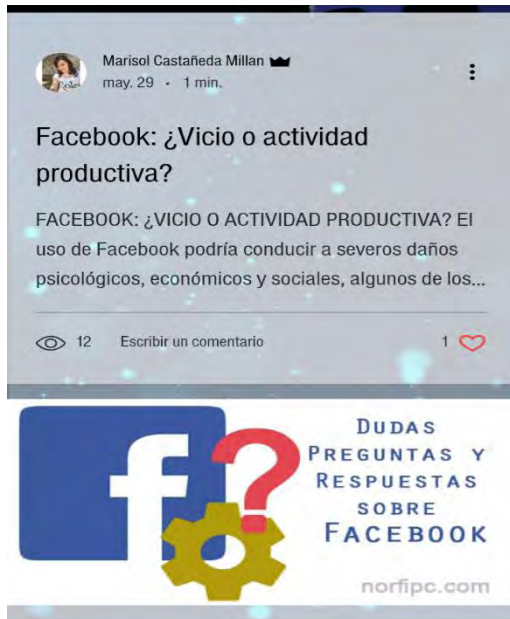 Marisol Castañeda Millan
may. 29 · 1 min.
Facebook: ¿Vicio o actividad
productiva?
FACEBOOK: ¿VICIO O ACTIVIDAD PRODUCTIVA? El
uso de Facebook podría conducir a severos daños
psicológicos, económicos y sociales, algunos de los...
12 Escribir un comentario 1
f ?
DUDAS
PREGUNTAS Y
RESPUESTAS
SOBRE
FACEBOOK
norfipc.com